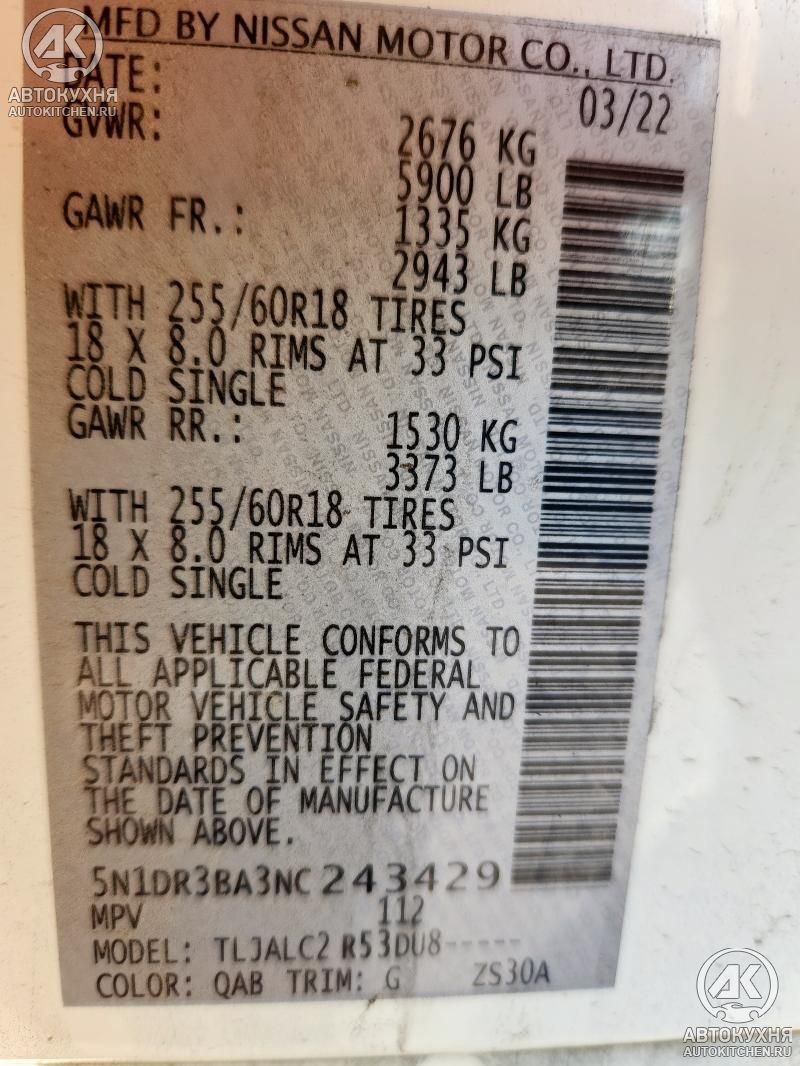 MFD BY NISSAN MOTOR CO., LTD.
АК
АВТОКУХНЯ
AUTOKITCHEN.RU
DATE:
03/22
GVWR:
2676 KG
5900 LB
GAWR FR.:
1335 KG
2943 LB
WITH 255/60R18 TIRES
18 X 8.0 RIMS AT 33 PSI
COLD SINGLE
GAWR RR.:
1530 KG
3373 LB
WITH 255/60R18 TIRES
18 X 8.0 RIMS AT 33 PSI
COLD SINGLE
THIS VEHICLE CONFORMS TO
ALL APPLICABLE FEDERAL
MOTOR VEHICLE SAFETY AND
THEFT PREVENTION
STANDARDS IN EFFECT ON
THE DATE OF MANUFACTURE
SHOWN ABOVE.
5N1DR3BA3NC243429
MPV 112
MODEL: TLJALC2 R53DU8-----
COLOR: QAB TRIM: G ZS30A
АК
АВТОКУХНЯ
AUTOKITCHEN.RU